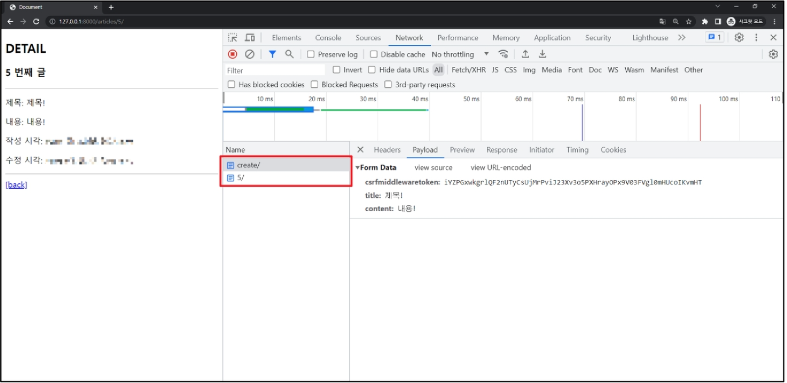 Document
127.0.0.1:8000/articles/5/
시크릿 모드
DETAIL
5 번째 글
제목: 제목!
내용: 내용!
작성 시각:
수정 시각:
[back]
Elements Console Sources Network Performance Memory Application Security Lighthouse 1
Preserve log Disable cache No throttling
Filter Invert Hide data URLs All Fetch/XHR JS CSS Img Media Font Doc WS Wasm Manifest Other
Has blocked cookies Blocked Requests 3rd-party requests
10 ms 20 ms 30 ms 40 ms 50 ms 60 ms 70 ms 80 ms 90 ms 100 ms 110
Name
create/
5/
Headers Payload Preview Response Initiator Timing Cookies
Form Data view source view URL-encoded
csrfmiddlewaretoken:
title: 제목!
content: 내용!